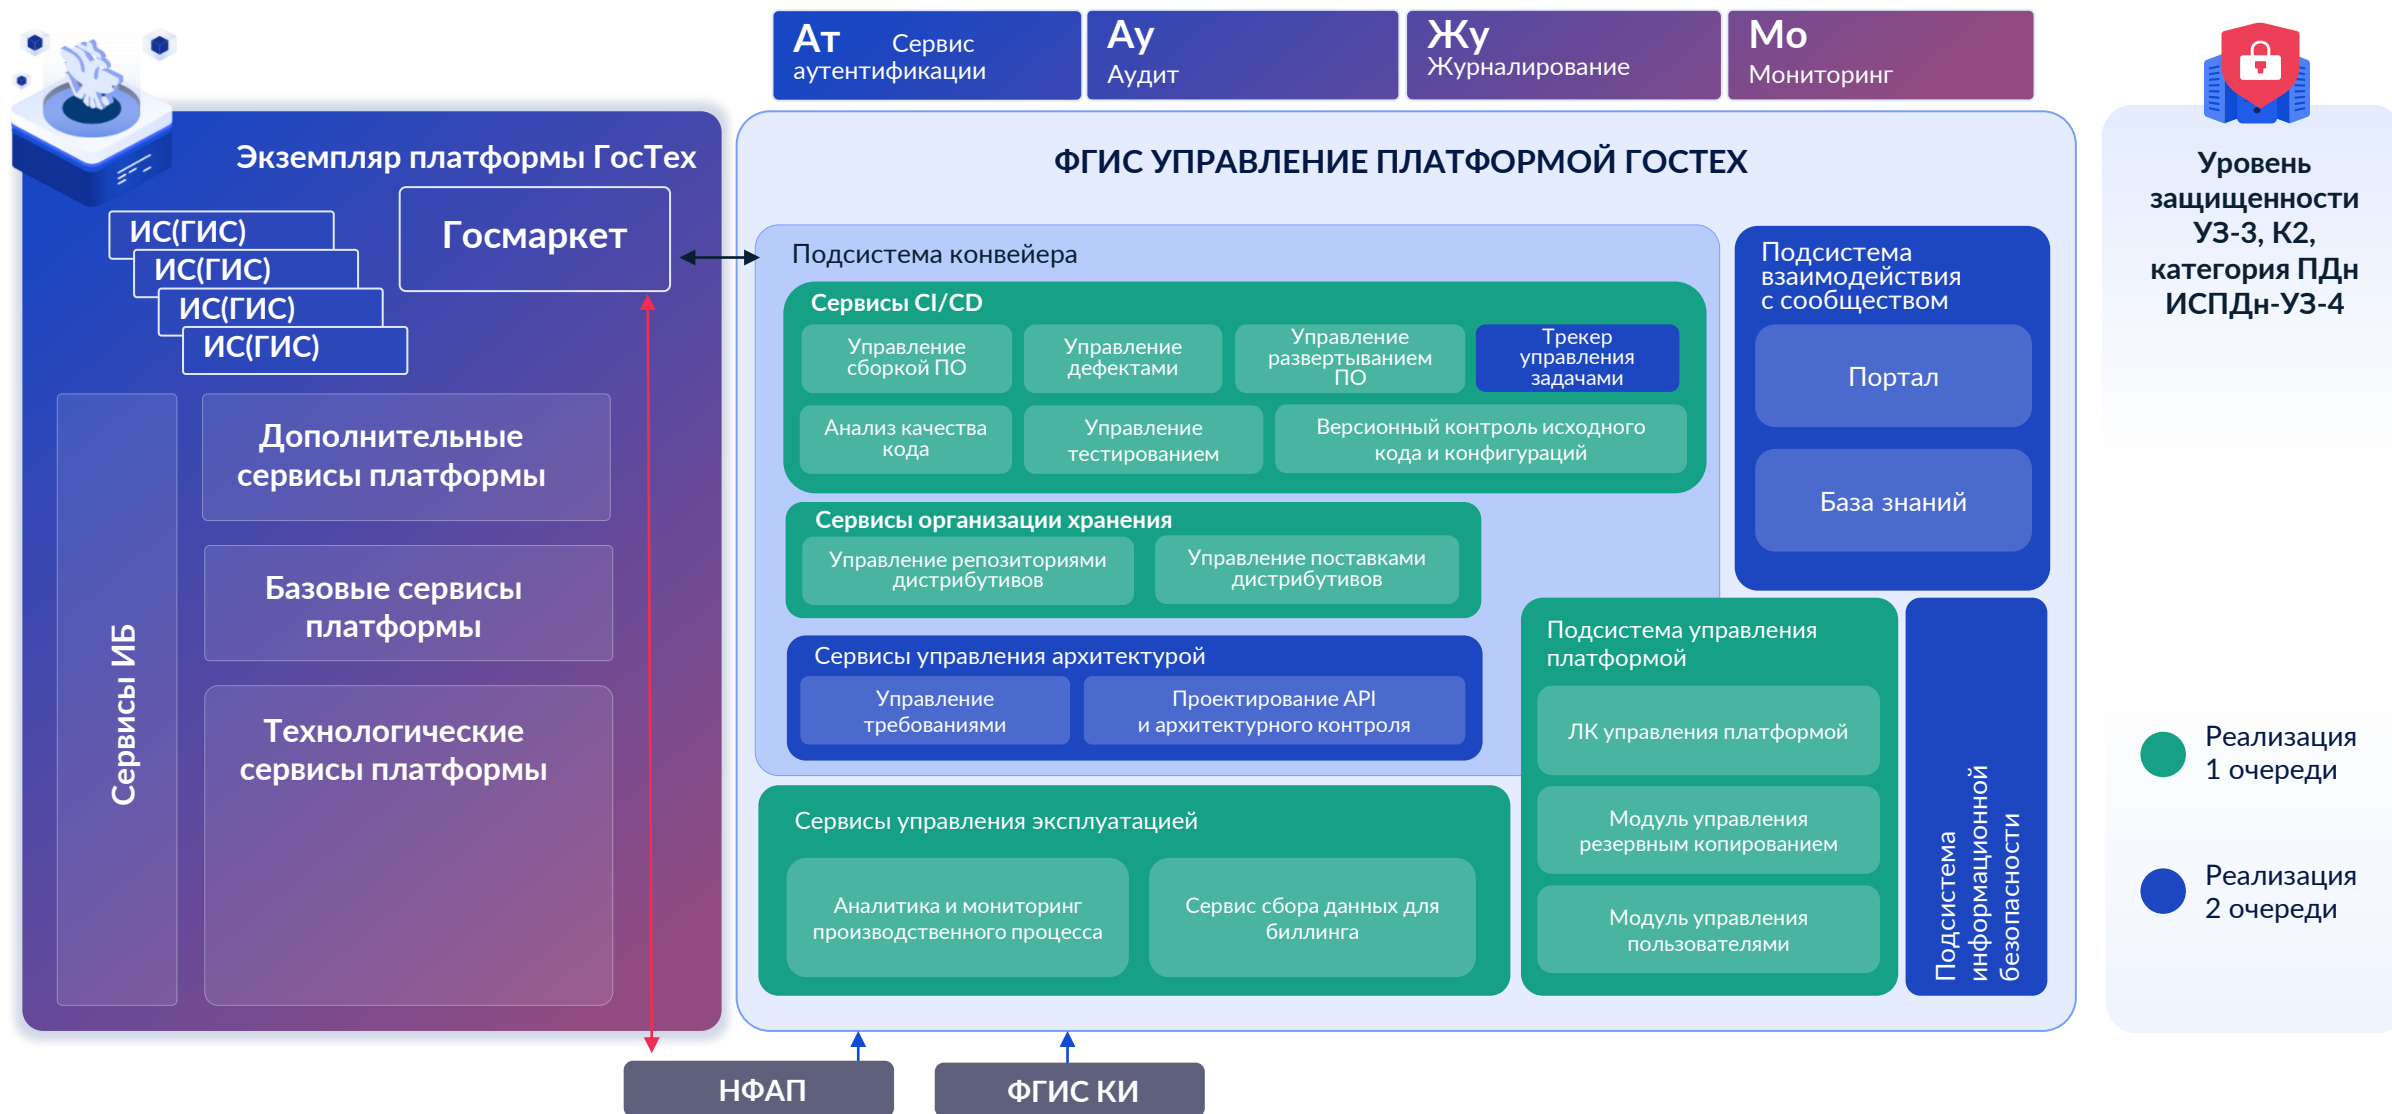 Ат Сервис
аутентификации
Ау
Аудит
Жу
Журналирование
Мо
Мониторинг
Экземпляр платформы ГосТех
ИС(ГИС)
ИС(ГИС)
ИС(ГИС)
ИС(ГИС)
Госмаркет
Сервисы ИБ
Дополнительные
сервисы платформы
Базовые сервисы
платформы
Технологические
сервисы платформы
ФГИС УПРАВЛЕНИЕ ПЛАТФОРМОЙ ГОСТЕХ
Подсистема конвейера
Сервисы CI/CD
Управление
сборкой ПО
Управление
дефектами
Управление
развертыванием
ПО
Трекер
управления
задачами
Анализ качества
кода
Управление
тестированием
Версионный контроль исходного
кода и конфигураций
Сервисы организации хранения
Управление репозиториями
дистрибутивов
Управление поставками
дистрибутивов
Сервисы управления архитектурой
Управление
требованиями
Проектирование API
и архитектурного контроля
Сервисы управления эксплуатацией
Аналитика и мониторинг
производственного процесса
Сервис сбора данных для
биллинга
Подсистема
взаимодействия
с сообществом
Портал
База знаний
Подсистема управления
платформой
ЛК управления платформой
Модуль управления
резервным копированием
Модуль управления
пользователями
Подсистема
информационной
безопасности
НФАП
ФГИС КИ
Уровень
защищенности
УЗ-3, К2,
категория ПДн
ИСПДн-УЗ-4
Реализация
1 очереди
Реализация
2 очереди